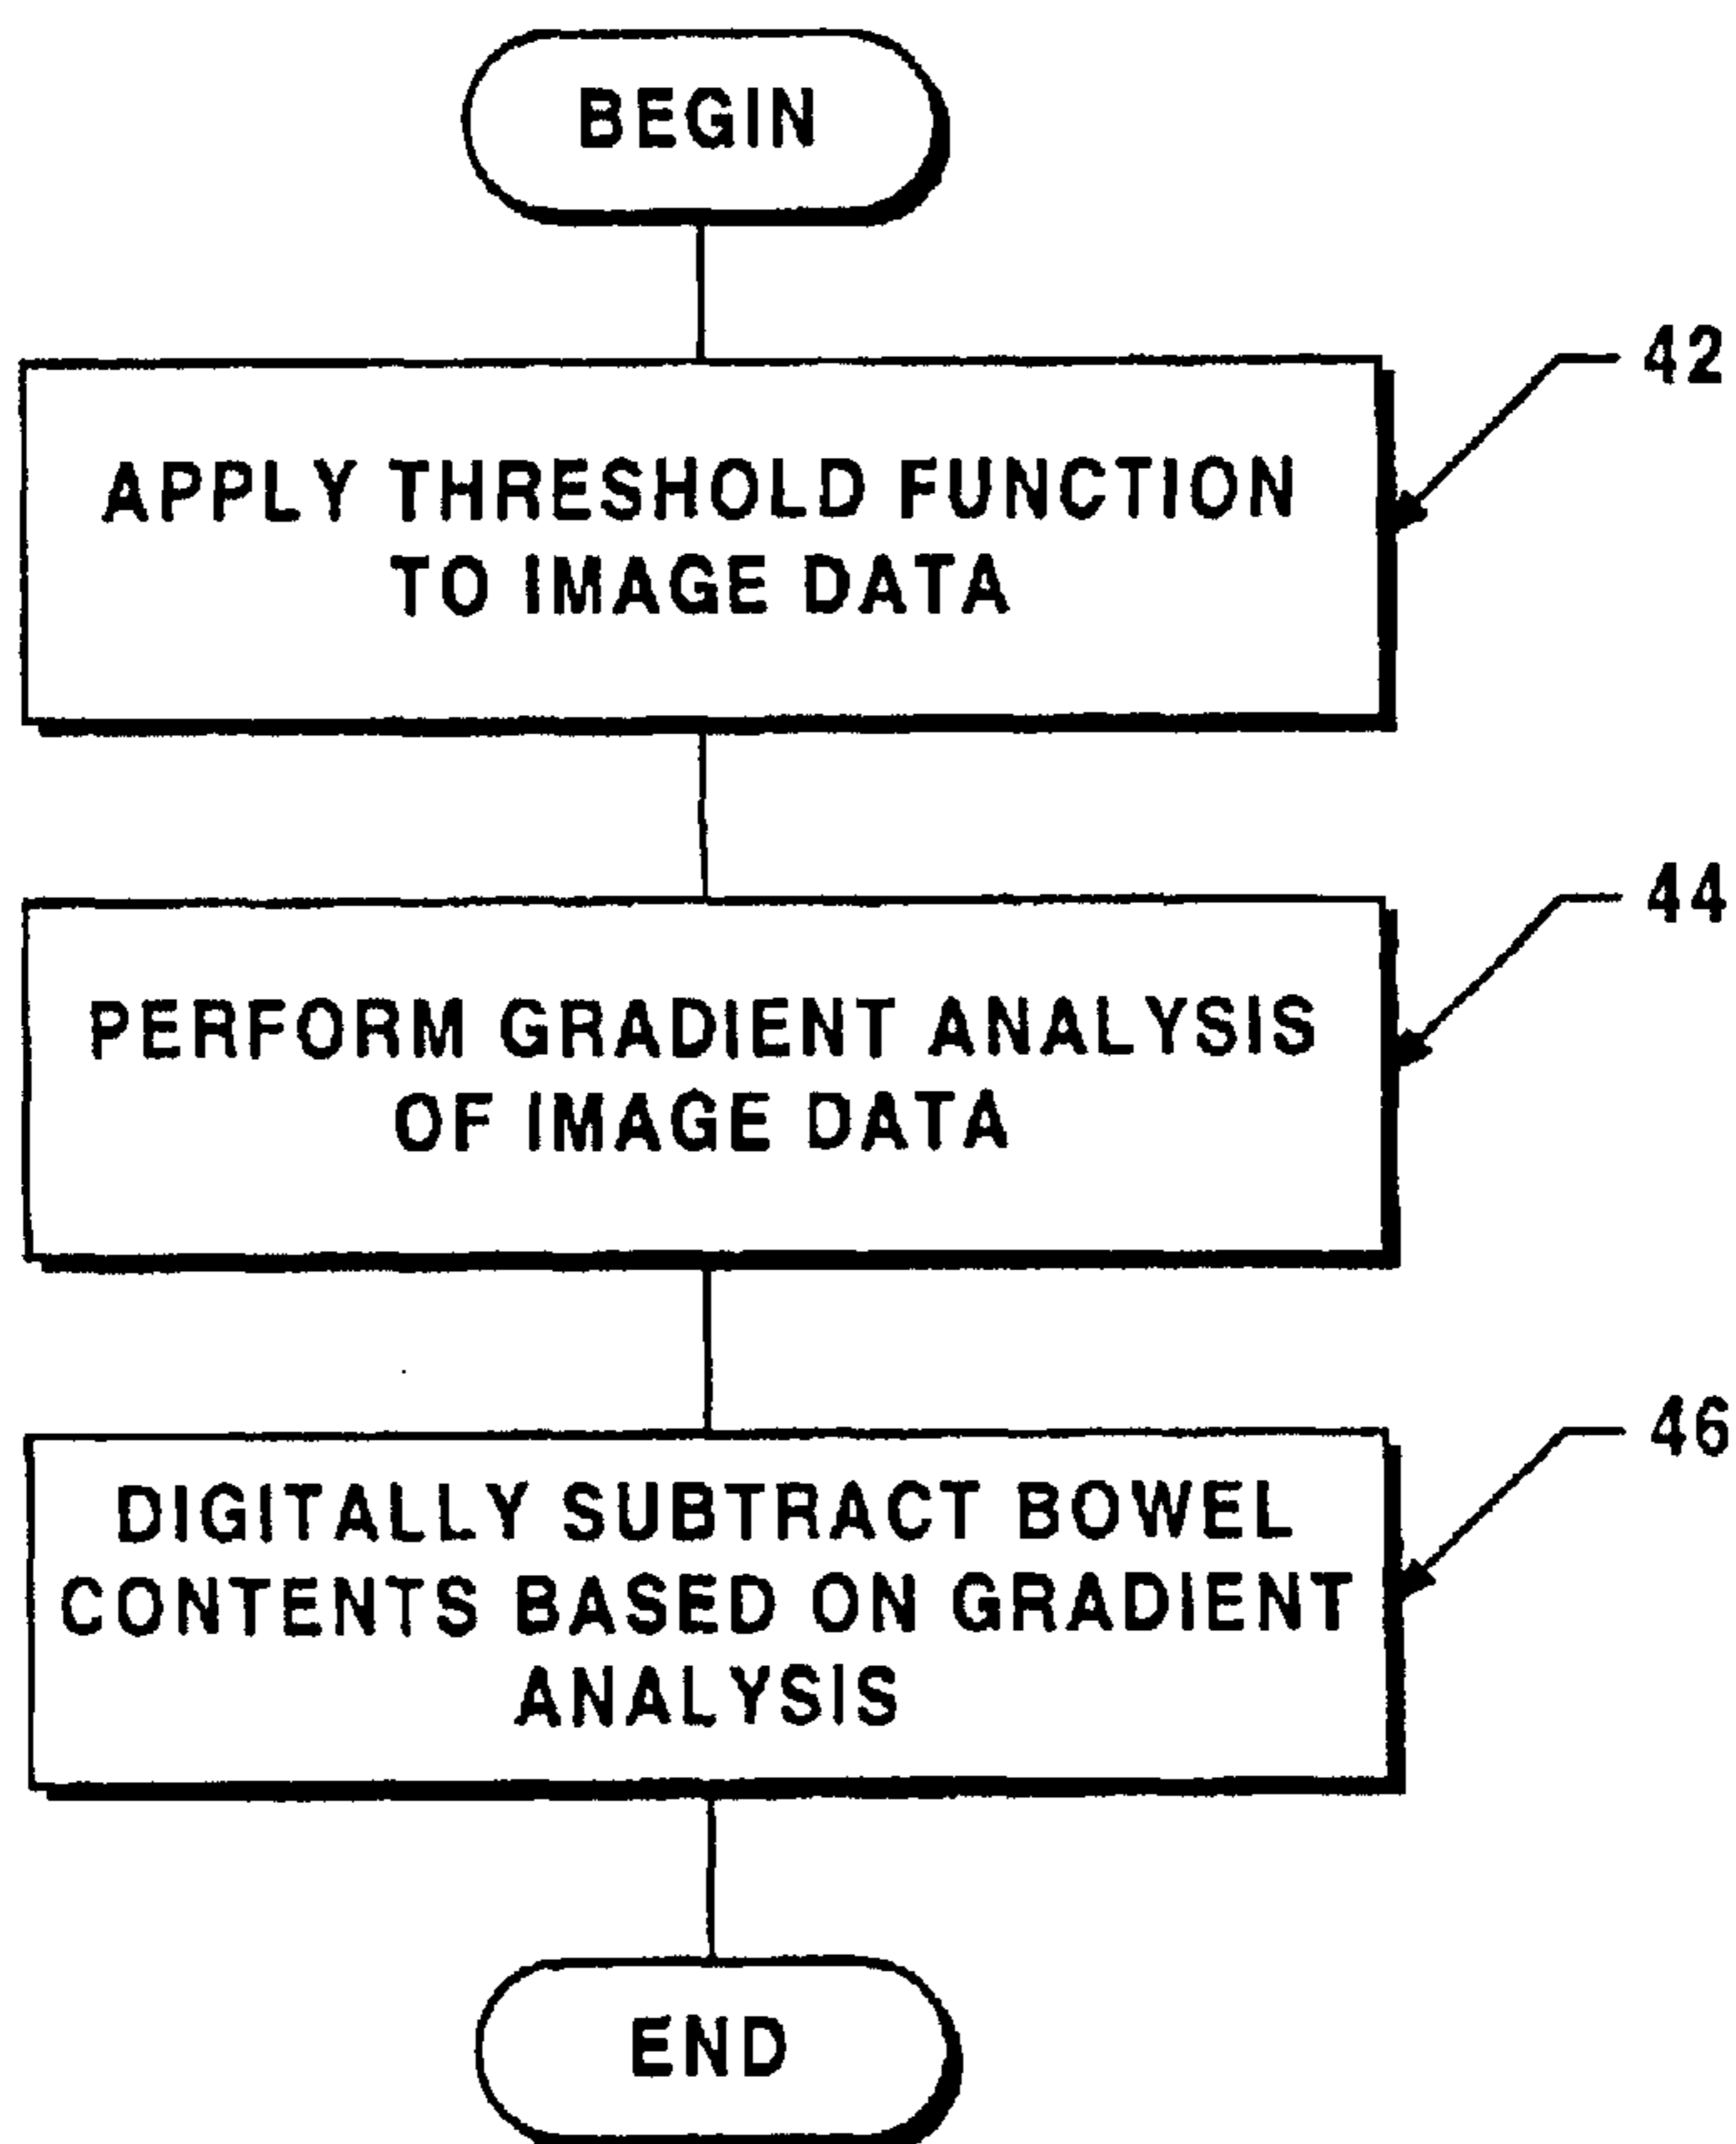 BEGIN
42
APPLY THRESHOLD FUNCTION
TO IMAGE DATA
44
PERFORM GRADIENT ANALYSIS
OF IMAGE DATA
46
DIGITALLY SUBTRACT BOWEL
CONTENTS BASED ON GRADIENT
ANALYSIS
END